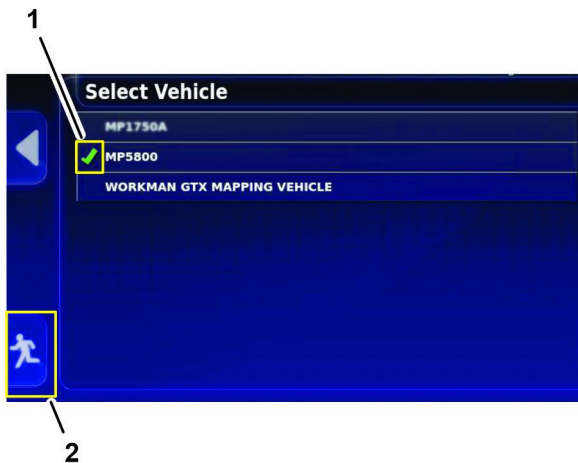 1
Select Vehicle
MP1750A
MP5800
WORKMAN GTX MAPPING VEHICLE
2